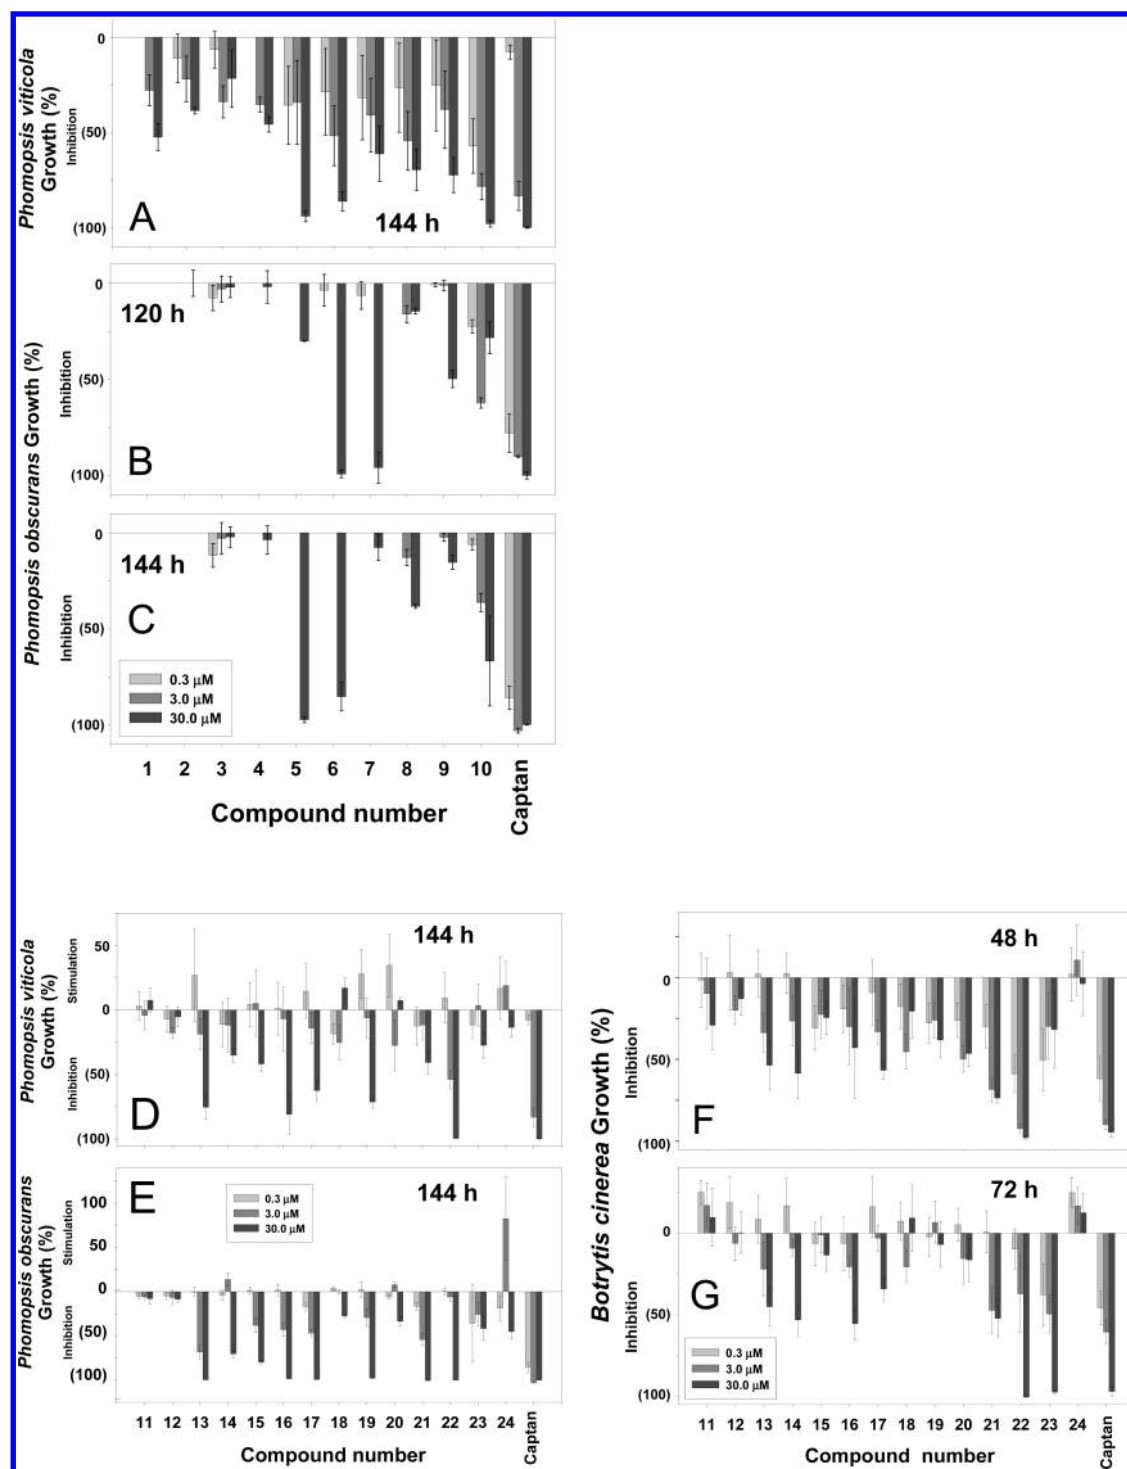 Phomopsis viticola
Growth (%)
Inhibition
0
(50)
(100)
A
144 h
Phomopsis obscurans Growth (%)
Inhibition
0
(50)
(100)
120 h
B
Inhibition
0
(50)
(100)
144 h
C
0.3 µM
3.0 µM
30.0 µM
1 2 3 4 5 6 7 8 9 10 Captan
Compound number
Phomopsis viticola
Growth (%)
Inhibition Stimulation
50
0
(50)
(100)
144 h
D
Phomopsis obscurans
Growth (%)
Inhibition Stimulation
100
50
0
50
100
E
144 h
0.3 µM
3.0 µM
30.0 µM
11 12 13 14 15 16 17 18 19 20 21 22 23 24 Captan
Compound number
Botrytis cinerea Growth (%)
Inhibition
0
(50)
(100)
48 h
F
Inhibition
0
(50)
(100)
72 h
G
0.3 µM
3.0 µM
30.0 µM
11 12 13 14 15 16 17 18 19 20 21 22 23 24 Captan
Compound number